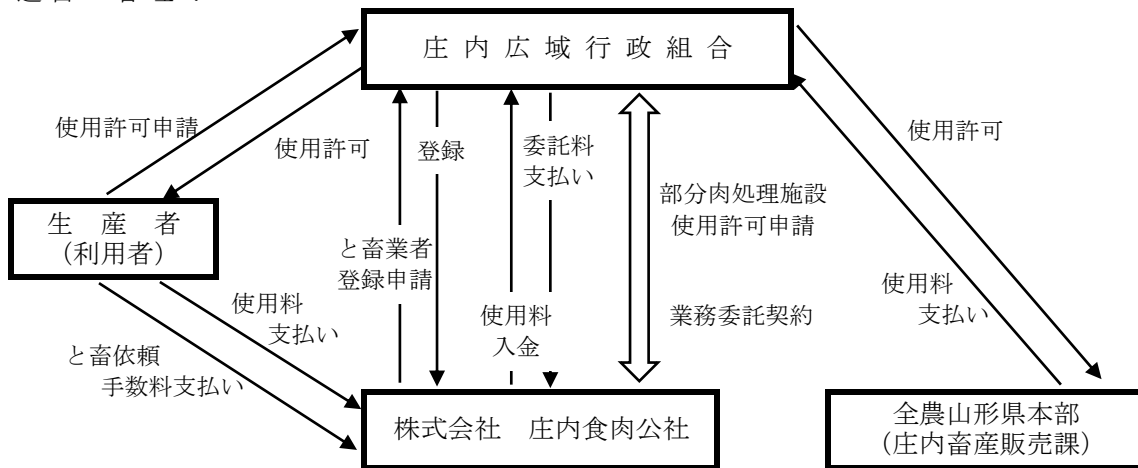 庄内広域行政組合
使用許可申請
使用許可
登録
委託料
支払い
使用許可
部分肉処理施設
使用許可申請
生産者
(利用者)
と畜業者
登録申請
使用料
支払い
使用料
入金
業務委託契約
使用料
支払い
と畜依頼
手数料支払い
株式会社 庄内食肉公社
全農山形県本部
(庄内畜産販売課)